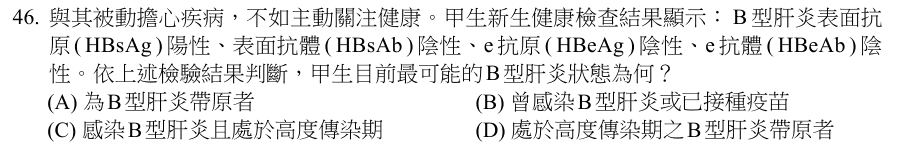 46. 與其被動擔心疾病，不如主動關注健康。甲生新生健康檢查結果顯示：B型肝炎表面抗
原(HBsAg)陽性、表面抗體(HBsAb)陰性、e抗原(HBeAg)陰性、e抗體(HBeAb)陰
性。依上述檢驗結果判斷，甲生目前最可能的B型肝炎狀態為何？
(A) 為B型肝炎帶原者 (B) 曾感染B型肝炎或已接種疫苗
(C) 感染B型肝炎且處於高度傳染期 (D) 處於高度傳染期之B型肝炎帶原者